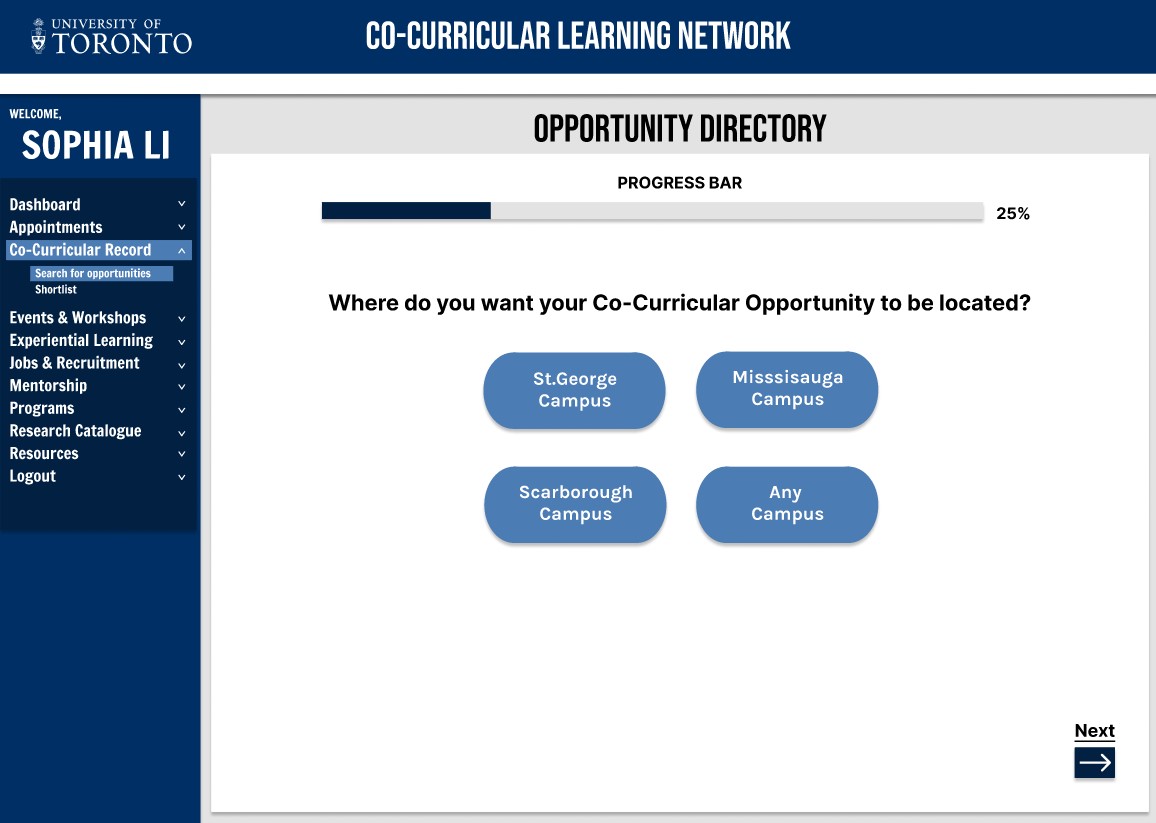 UNIVERSITY OF
TORONTO
CO-CURRICULAR LEARNING NETWORK
WELCOME,
SOPHIA LI
Dashboard
Appointments
Co-Curricular Record
Search for opportunities
Shortlist
Events & Workshops
Experiential Learning
Jobs & Recruitment
Mentorship
Programs
Research Catalogue
Resources
Logout
OPPORTUNITY DIRECTORY
PROGRESS BAR
25%
Where do you want your Co-Curricular Opportunity to be located?
St.George
Campus
Misssisauga
Campus
Scarborough
Campus
Any
Campus
Next